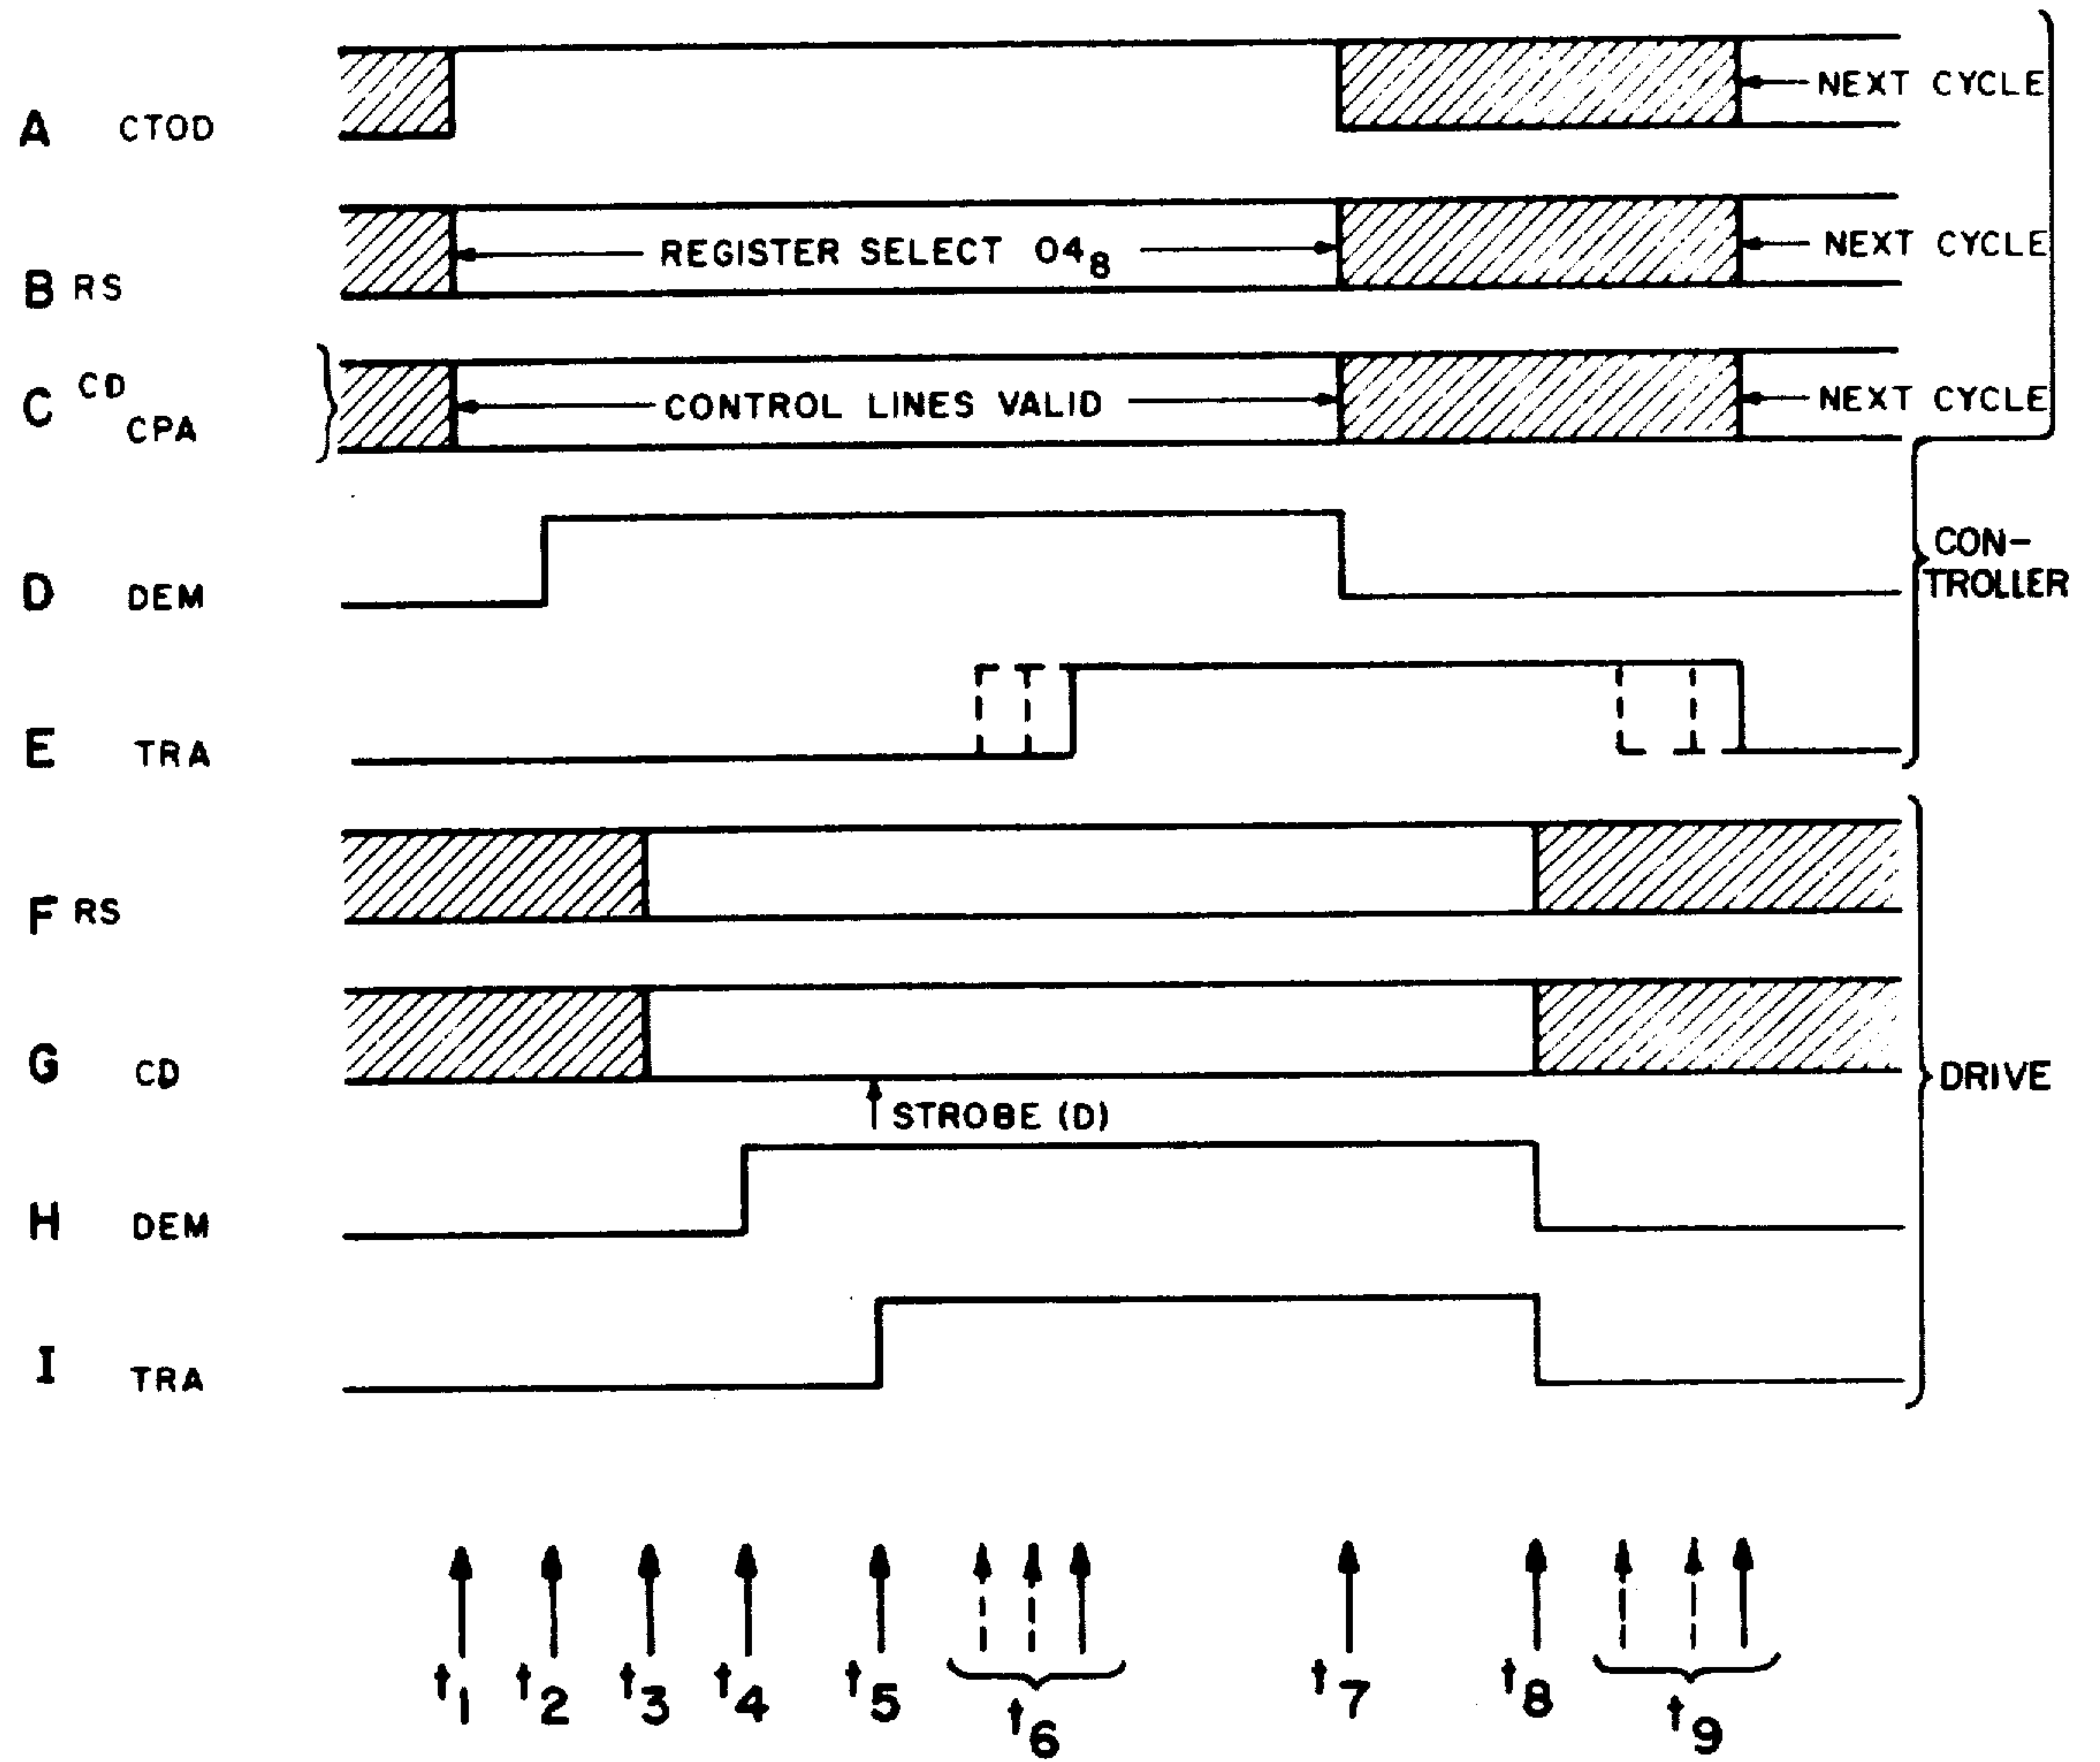 A CTOD
NEXT CYCLE
B RS
REGISTER SELECT 04₈
NEXT CYCLE
C CD CPA
CONTROL LINES VALID
NEXT CYCLE
D DEM
CON-
TROLLER
E TRA
F RS
G CD
STROBE (D)
DRIVE
H DEM
I TRA
t₁ t₂ t₃ t₄ t₅ t₆ t₇ t₈ t₉